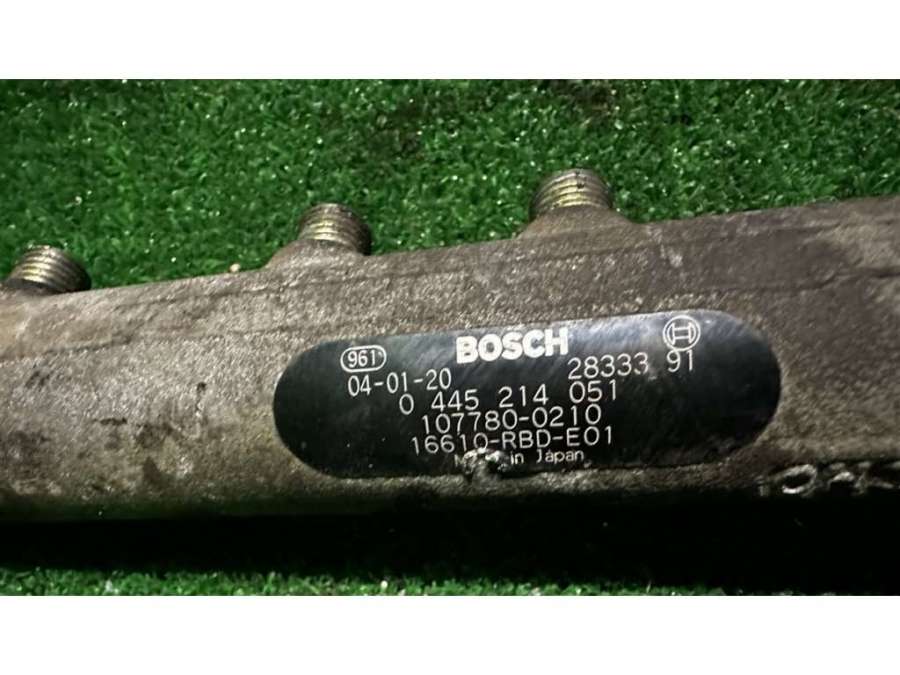 961
BOSCH
04-01-20
28333 91
0 445 214 051
107780-0210
16610-RBD-E01
in Japan